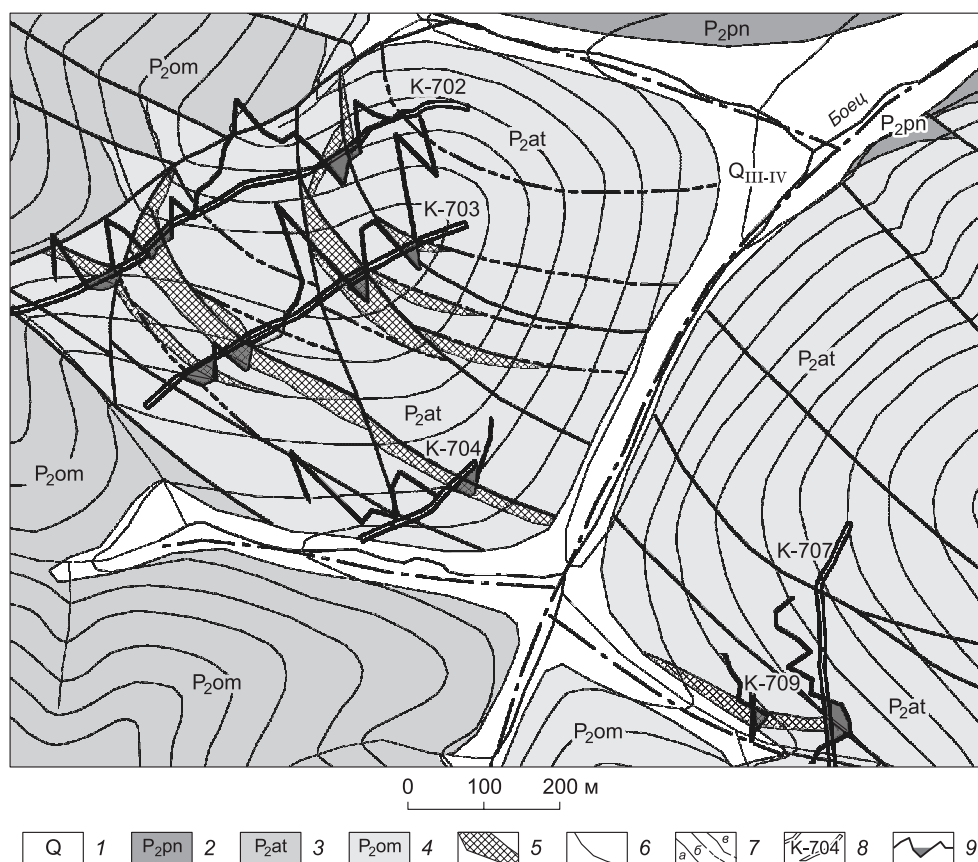 P₂pn
P₂om
К-702
Боец
P₂at
P₂pn
Q_III-IV
К-703
P₂at
P₂at
К-704
P₂om
К-707
К-709
P₂om
P₂at
P₂om
0 100 200 м
Q 1 P₂pn 2 P₂at 3 P₂om 4 5 6 а б в 7 К-704 8 9